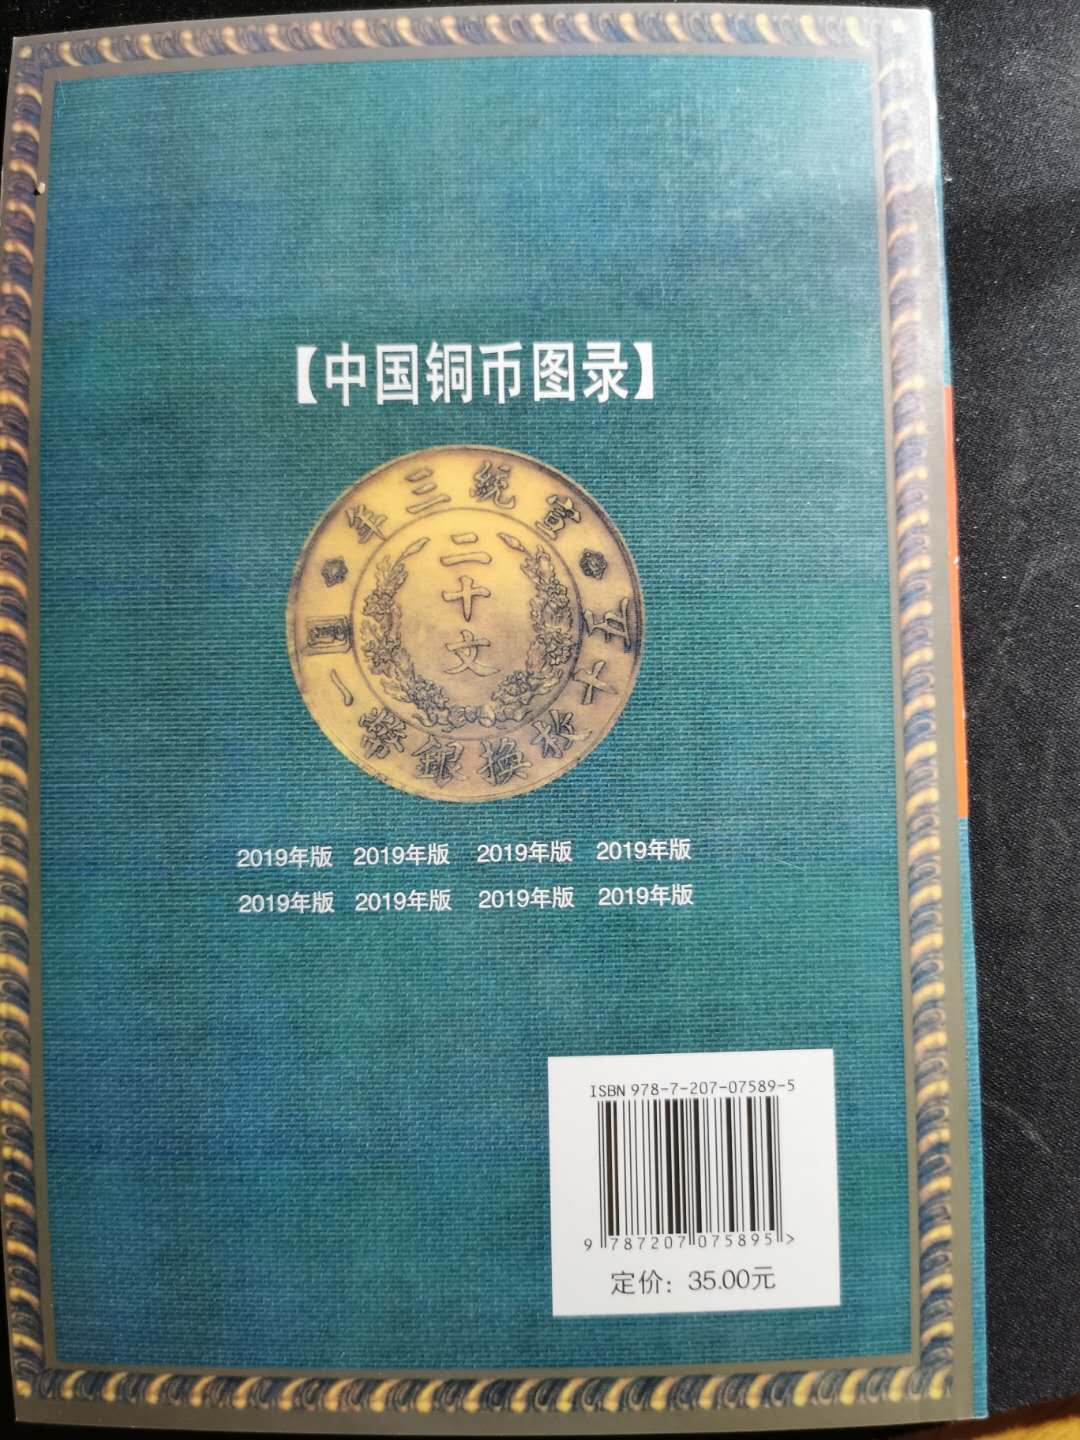 【中国铜币图录】
宣統三年
二十文
五十枚換銀幣一圓
2019年版 2019年版 2019年版 2019年版
2019年版 2019年版 2019年版 2019年版
ISBN 978-7-207-07589-5
9 787207 075895 >
定价：35.00元